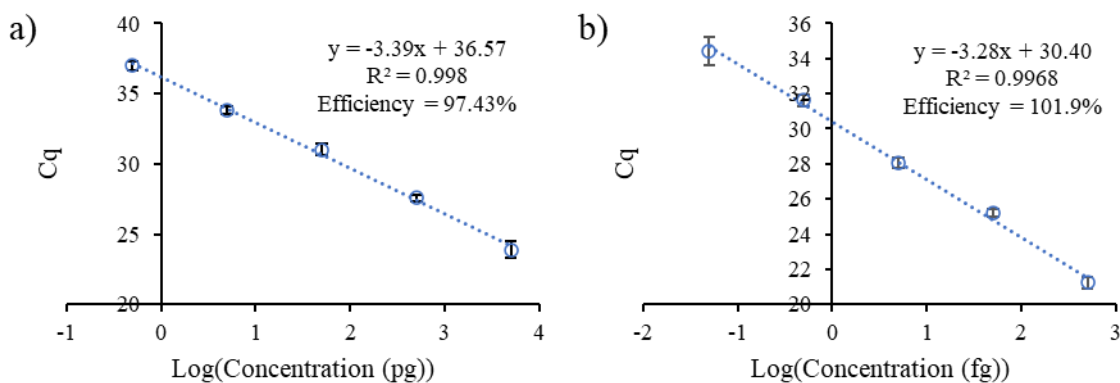 a)
40
35
30
25
20
y = -3.39x + 36.57
R² = 0.998
Efficiency = 97.43%
Cq
-1 0 1 2 3 4
Log(Concentration (pg))
b)
36
34
32
30
28
26
24
22
20
y = -3.28x + 30.40
R² = 0.9968
Efficiency = 101.9%
Cq
-2 -1 0 1 2 3
Log(Concentration (fg))